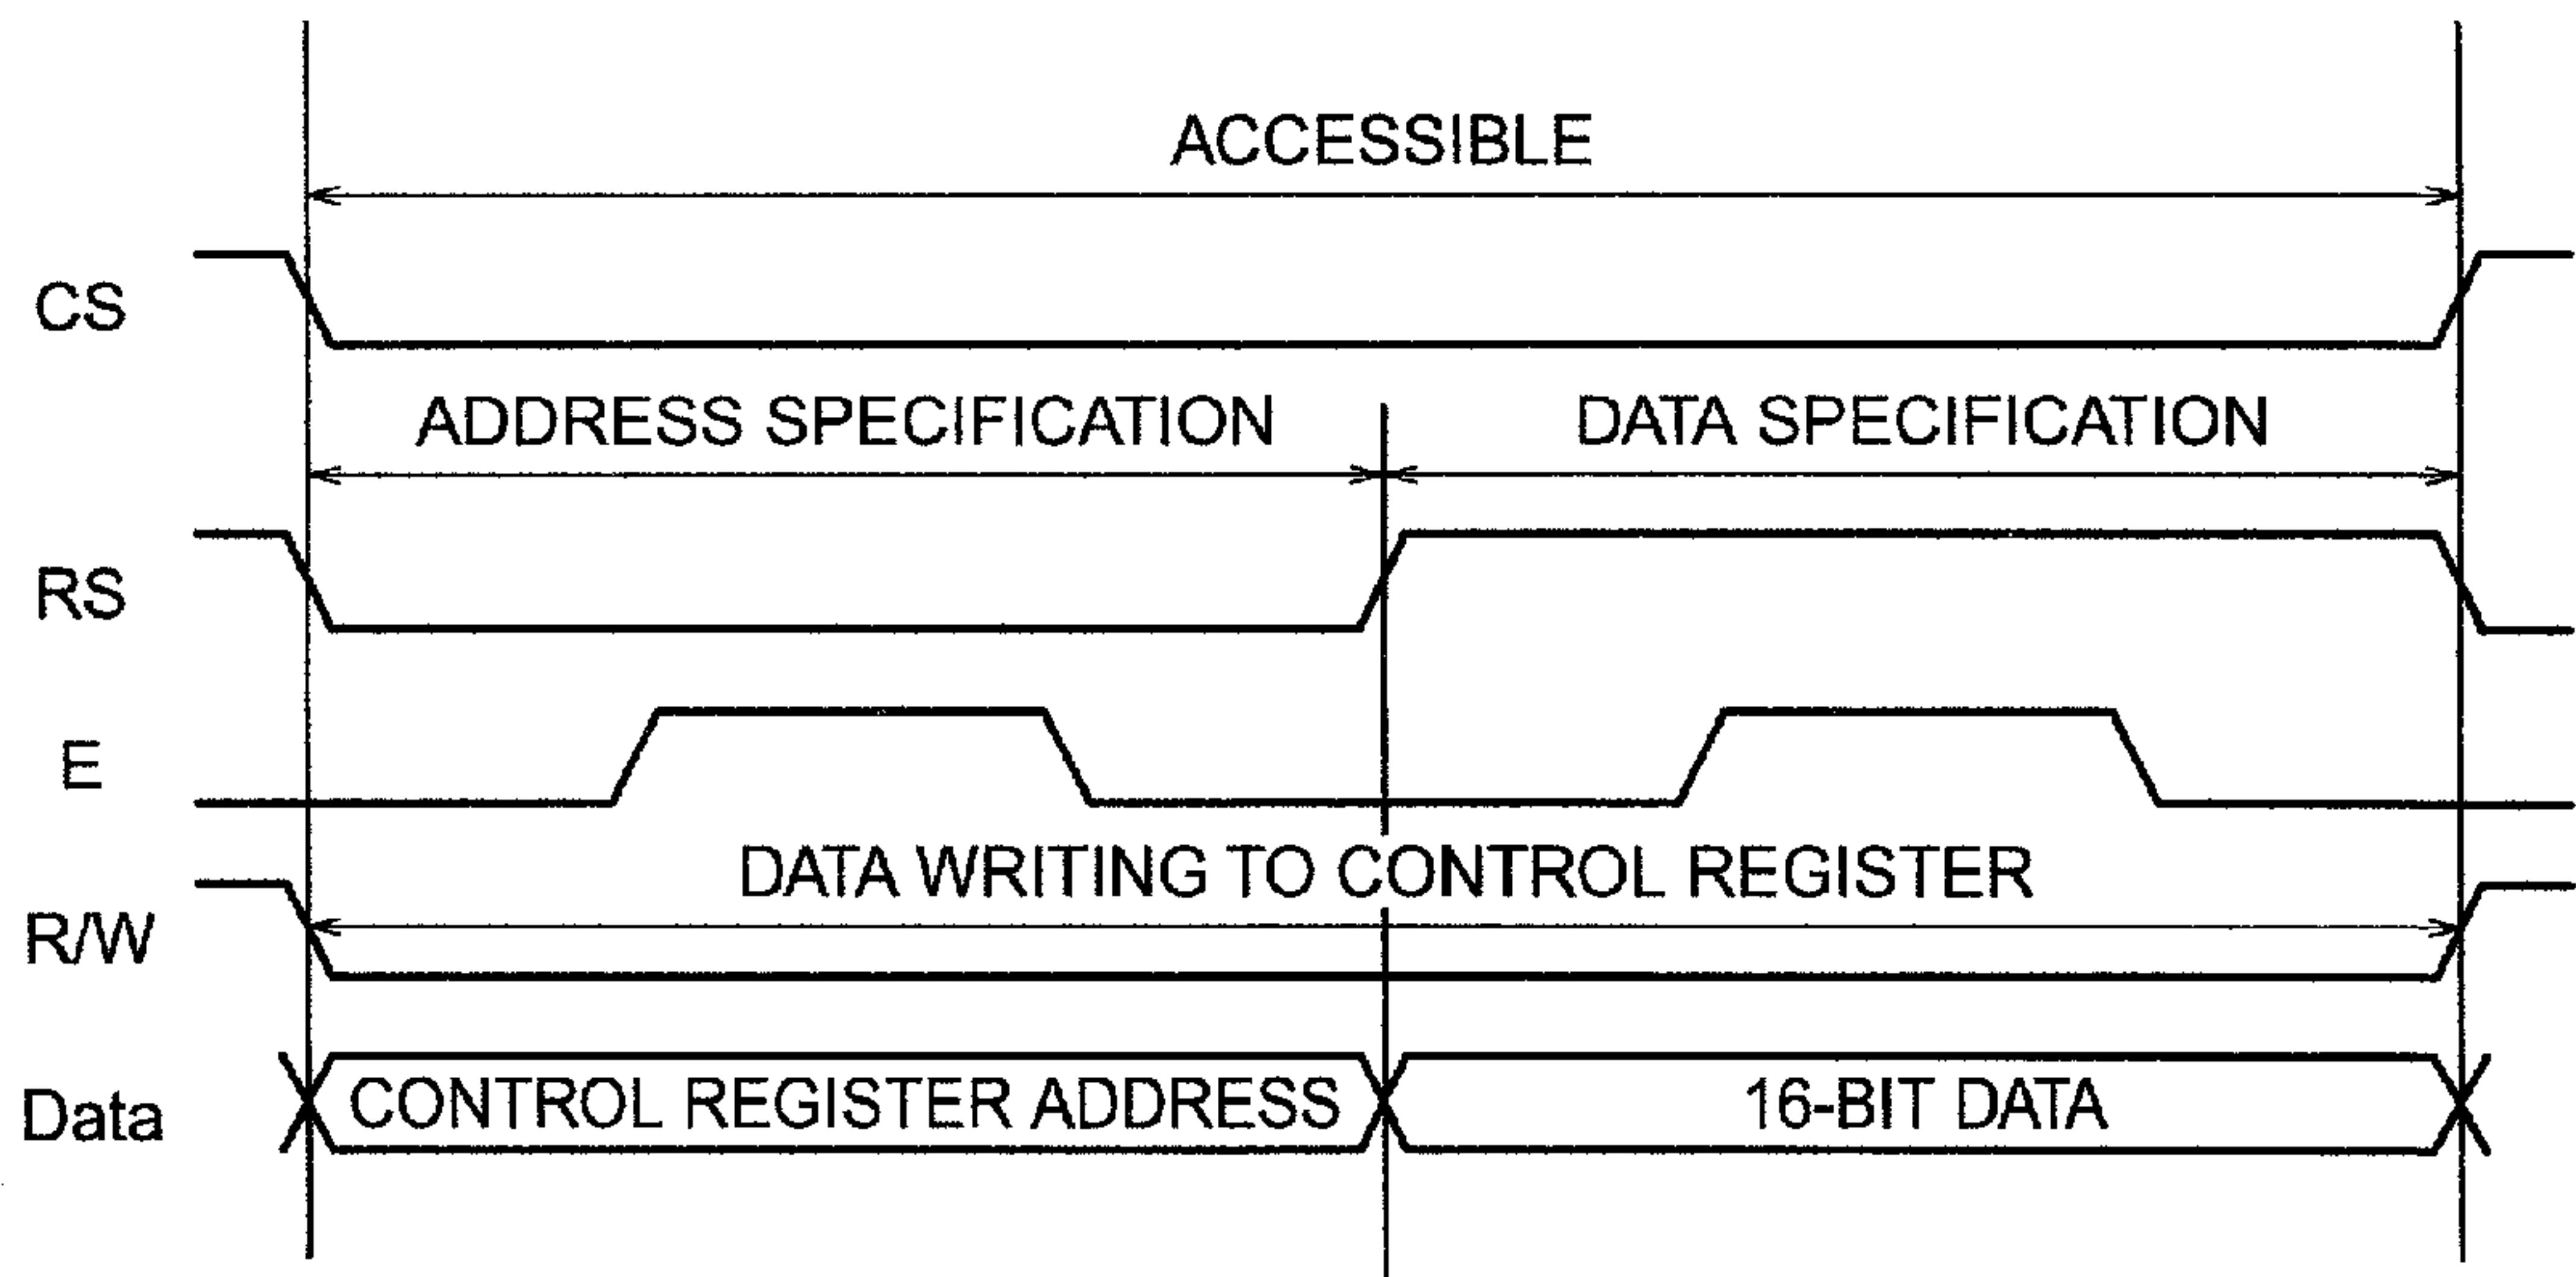 ACCESSIBLE
CS
ADDRESS SPECIFICATION DATA SPECIFICATION
RS
E
DATA WRITING TO CONTROL REGISTER
R/W
Data CONTROL REGISTER ADDRESS 16-BIT DATA